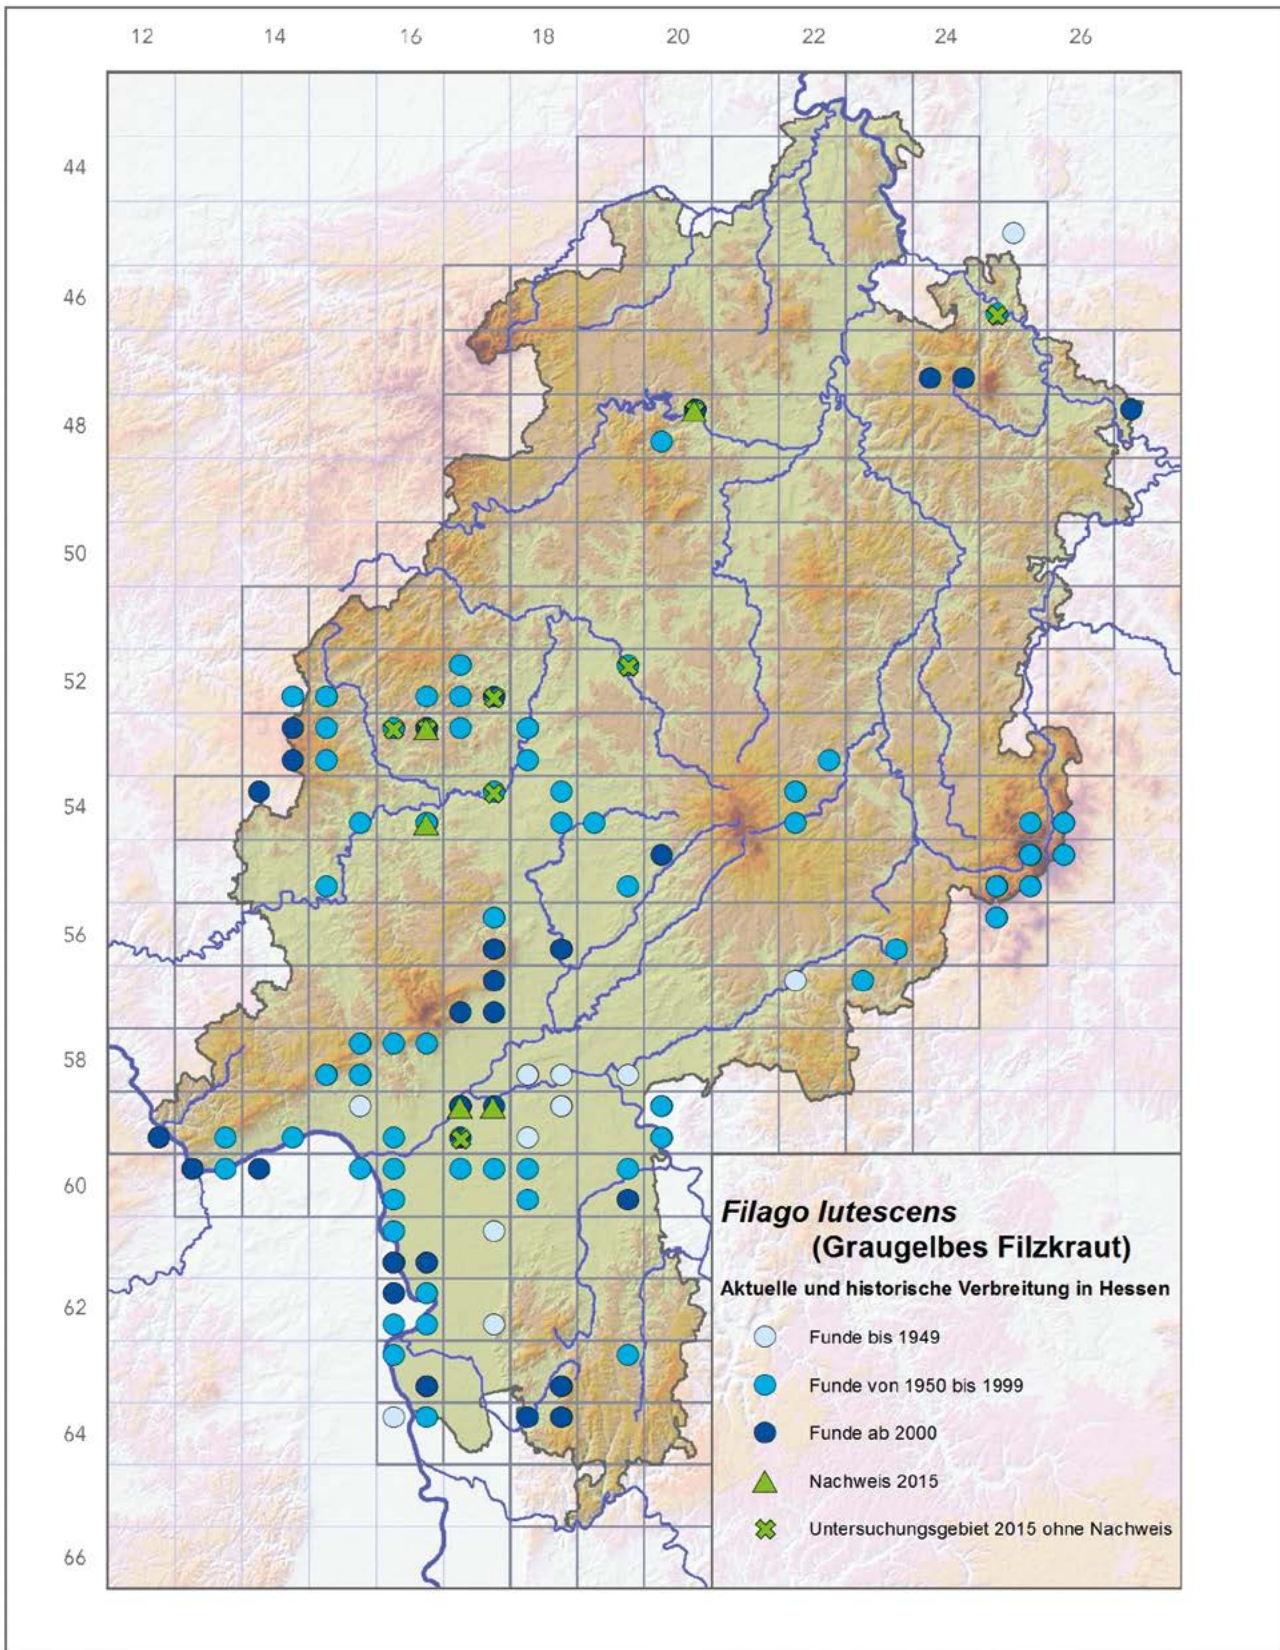 12 14 16 18 20 22 24 26
44
46
48
50
52
54
56
58
60
62
64
66
Filago lutescens
(Graugelbes Filzkraut)
Aktuelle und historische Verbreitung in Hessen
Funde bis 1949
Funde von 1950 bis 1999
Funde ab 2000
Nachweis 2015
Untersuchungsgebiet 2015 ohne Nachweis